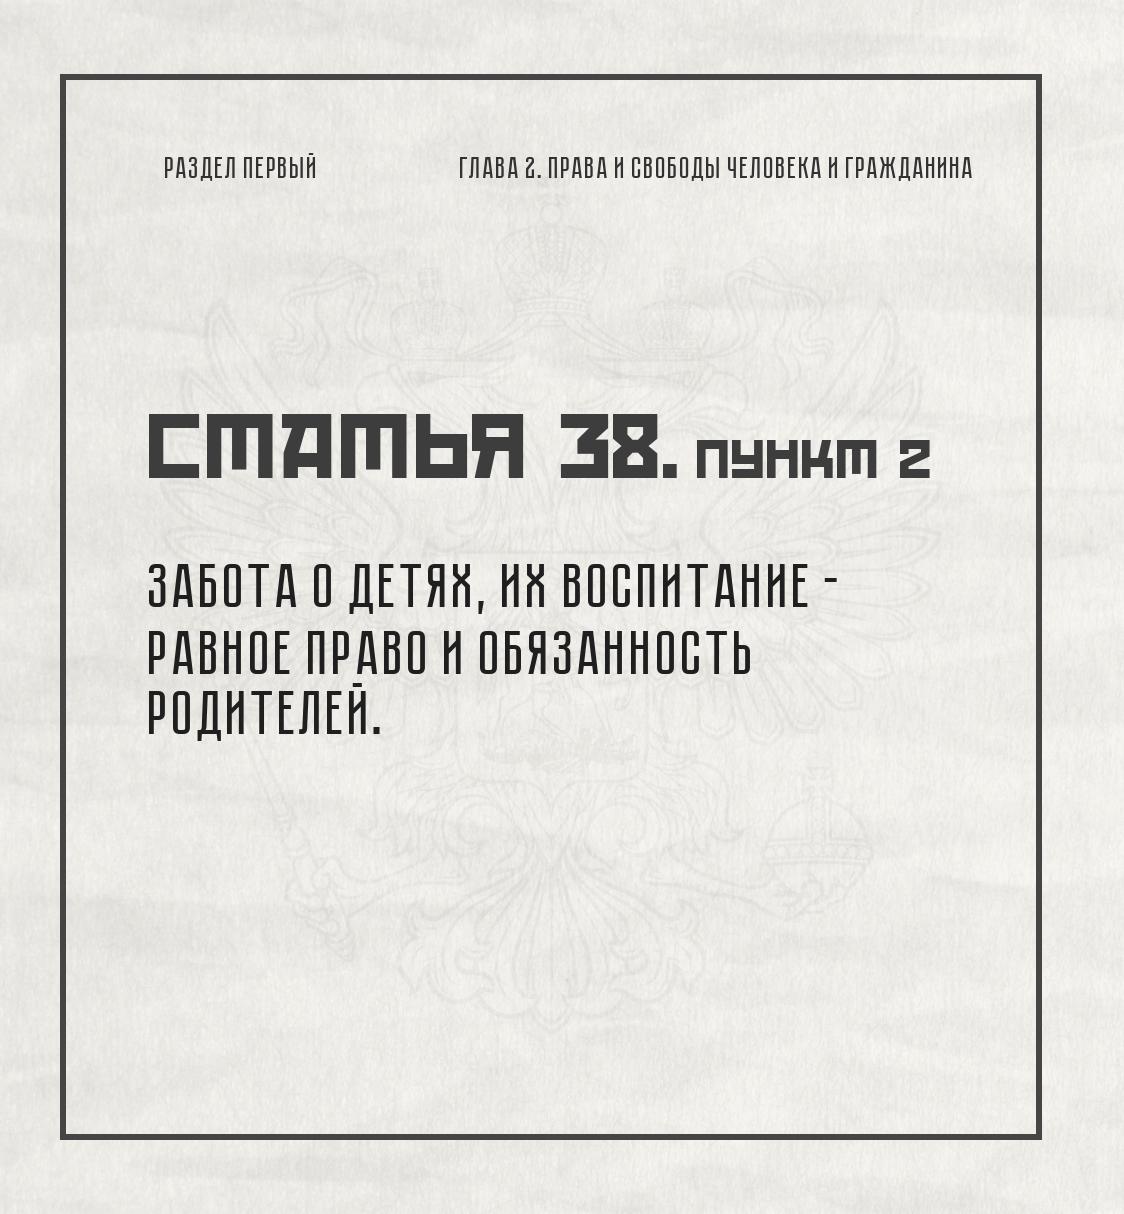 РАЗДЕЛ ПЕРВЫЙ ГЛАВА 2. ПРАВА И СВОБОДЫ ЧЕЛОВЕКА И ГРАЖДАНИНА
СТАТЬЯ 38. ПУНКТ 2
ЗАБОТА О ДЕТЯХ, ИХ ВОСПИТАНИЕ -
РАВНОЕ ПРАВО И ОБЯЗАННОСТЬ
РОДИТЕЛЕЙ.